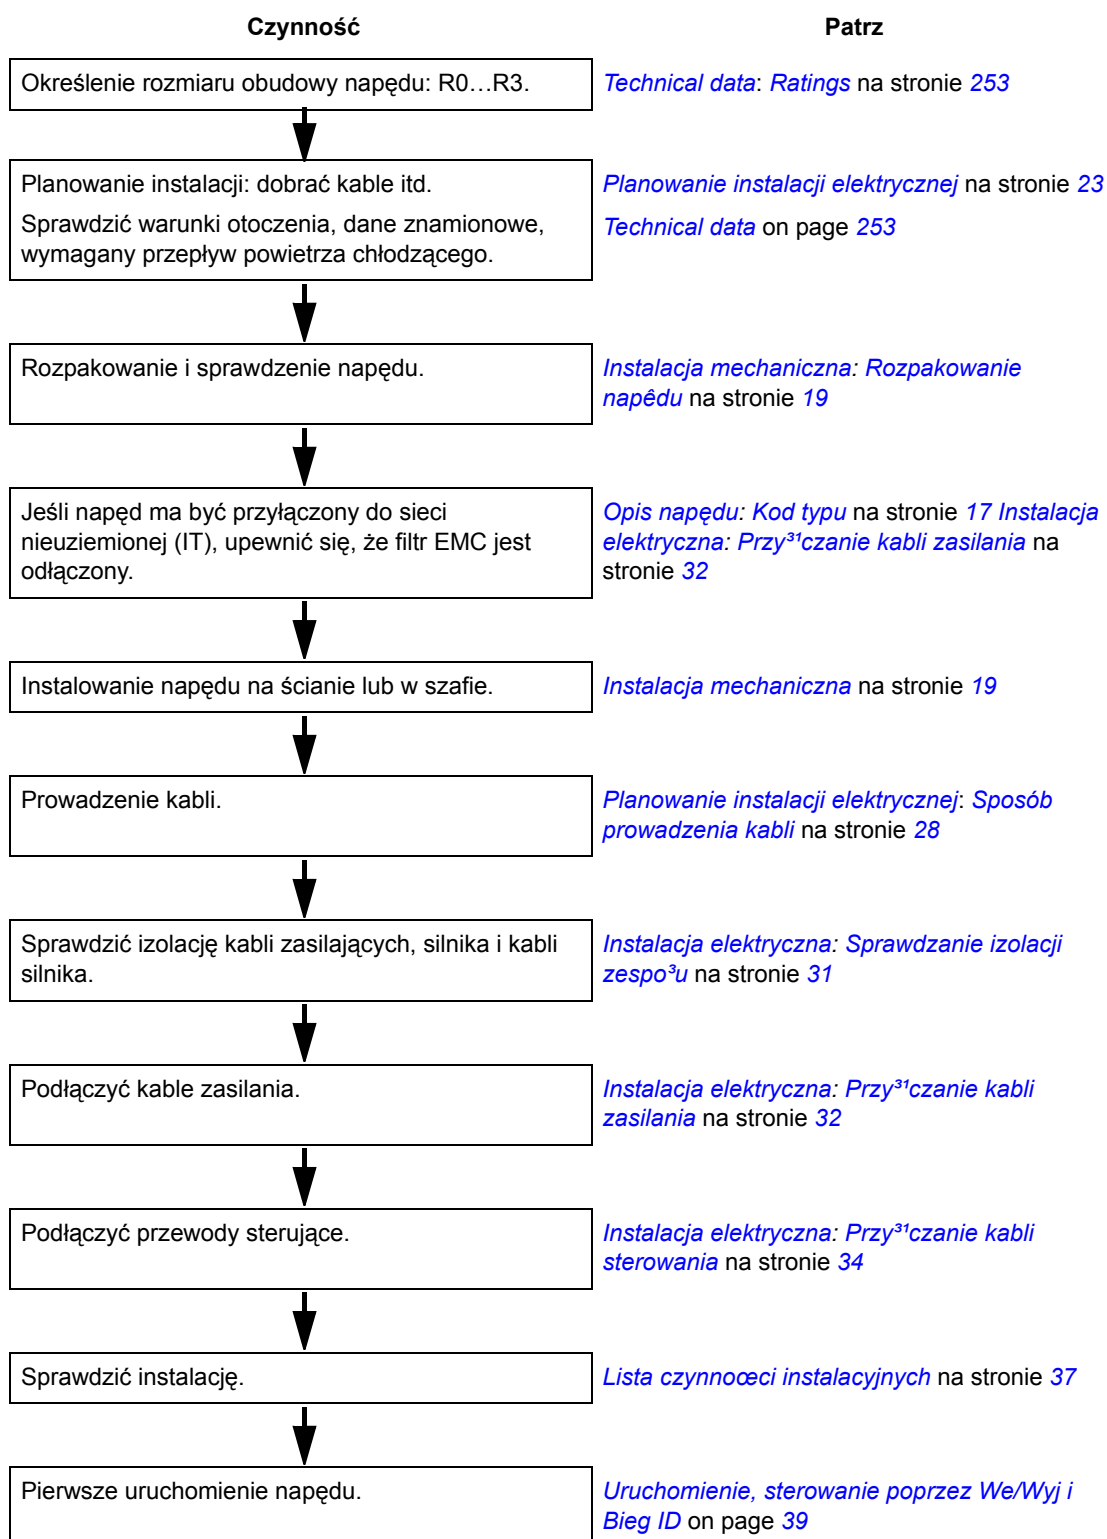 Czynność
Patrz
Określenie rozmiaru obudowy napędu: R0…R3.
Technical data: Ratings na stronie 253
Planowanie instalacji: dobrać kable itd.
Sprawdzić warunki otoczenia, dane znamionowe,
wymagany przepływ powietrza chłodzącego.
Planowanie instalacji elektrycznej na stronie 23
Technical data on page 253
Rozpakowanie i sprawdzenie napędu.
Instalacja mechaniczna: Rozpakowanie
napêdu na stronie 19
Jeśli napęd ma być przyłączony do sieci
nieuziemionej (IT), upewnić się, że filtr EMC jest
odłączony.
Opis napędu: Kod typu na stronie 17 Instalacja
elektryczna: Przy³¹czanie kabli zasilania na
stronie 32
Instalowanie napędu na ścianie lub w szafie.
Instalacja mechaniczna na stronie 19
Prowadzenie kabli.
Planowanie instalacji elektrycznej: Sposób
prowadzenia kabli na stronie 28
Sprawdzić izolację kabli zasilających, silnika i kabli
silnika.
Instalacja elektryczna: Sprawdzanie izolacji
zespo³u na stronie 31
Podłączyć kable zasilania.
Instalacja elektryczna: Przy³¹czanie kabli
zasilania na stronie 32
Podłączyć przewody sterujące.
Instalacja elektryczna: Przy³¹czanie kabli
sterowania na stronie 34
Sprawdzić instalację.
Lista czynnoœci instalacyjnych na stronie 37
Pierwsze uruchomienie napędu.
Uruchomienie, sterowanie poprzez We/Wyj i
Bieg ID on page 39